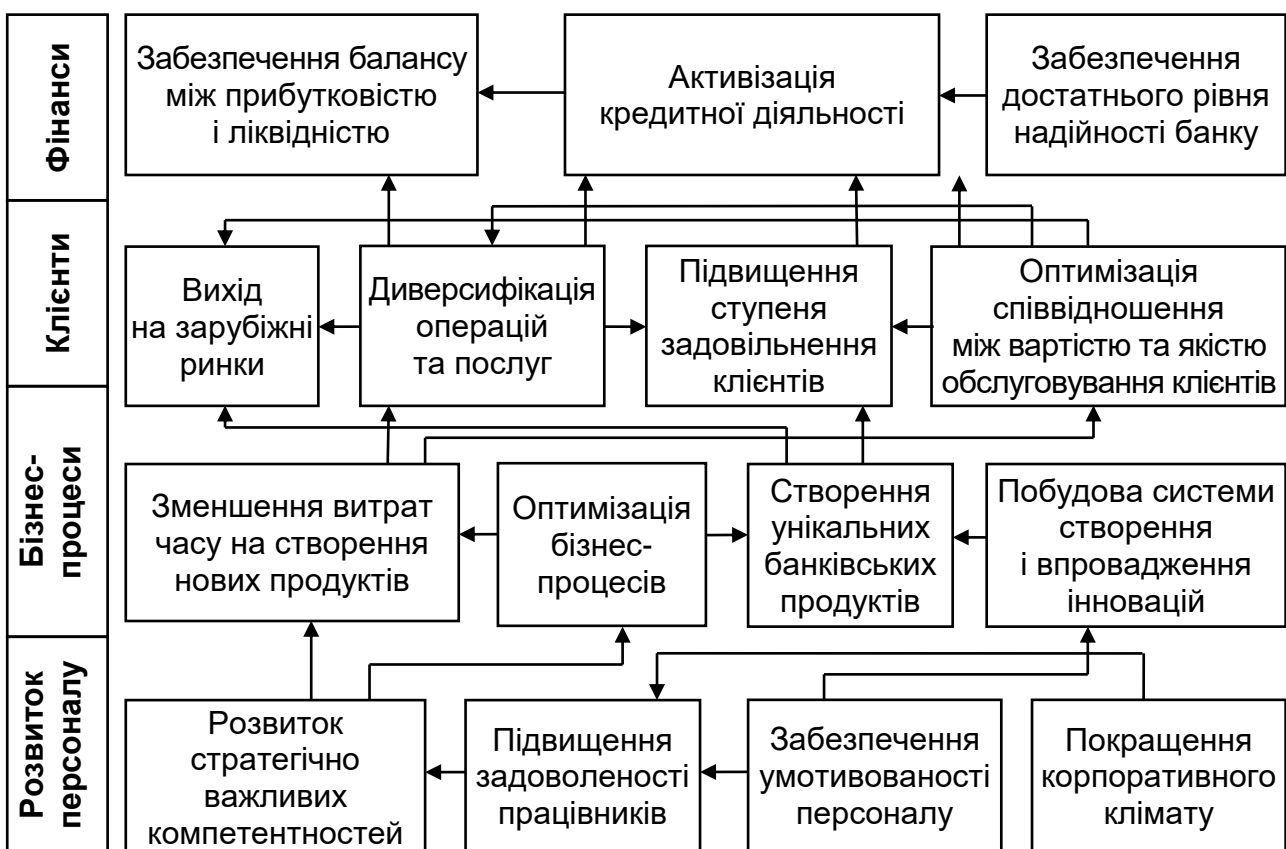 Фінанси
Забезпечення балансу
між прибутковістю
і ліквідністю
Активізація
кредитної діяльності
Забезпечення
достатнього рівня
надійності банку
Клієнти
Вихід
на зарубіжні
ринки
Диверсифікація
операцій
та послуг
Підвищення
ступеня
задовільнення
клієнтів
Оптимізація
співвідношення
між вартістю та якістю
обслуговування клієнтів
Бізнес-
процеси
Зменшення витрат
часу на створення
нових продуктів
Оптимізація
бізнес-
процесів
Створення
унікальних
банківських
продуктів
Побудова системи
створення
і впровадження
інновацій
Розвиток
персоналу
Розвиток
стратегічно
важливих
компетентностей
Підвищення
задоволеності
працівників
Забезпечення
умотивованості
персоналу
Покращення
корпоративного
клімату